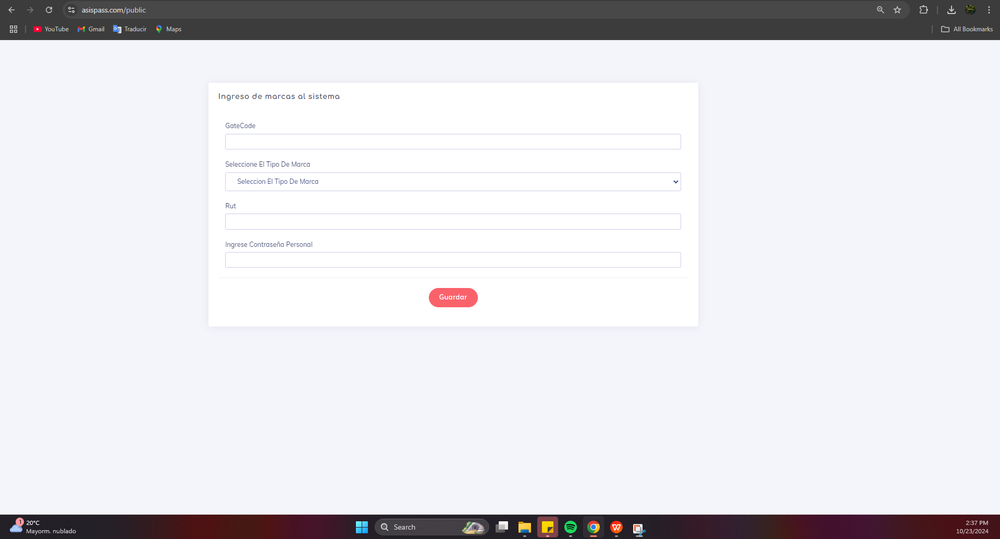 asispass.com/public
YouTube
Gmail
Traducir
Maps
All Bookmarks
Ingreso de marcas al sistema
GateCode
Seleccione El Tipo De Marca
Seleccion El Tipo De Marca
Rut
Ingrese Contraseña Personal
Guardar
1
20°C
Mayorm. nublado
Search
2:37 PM
10/23/2024